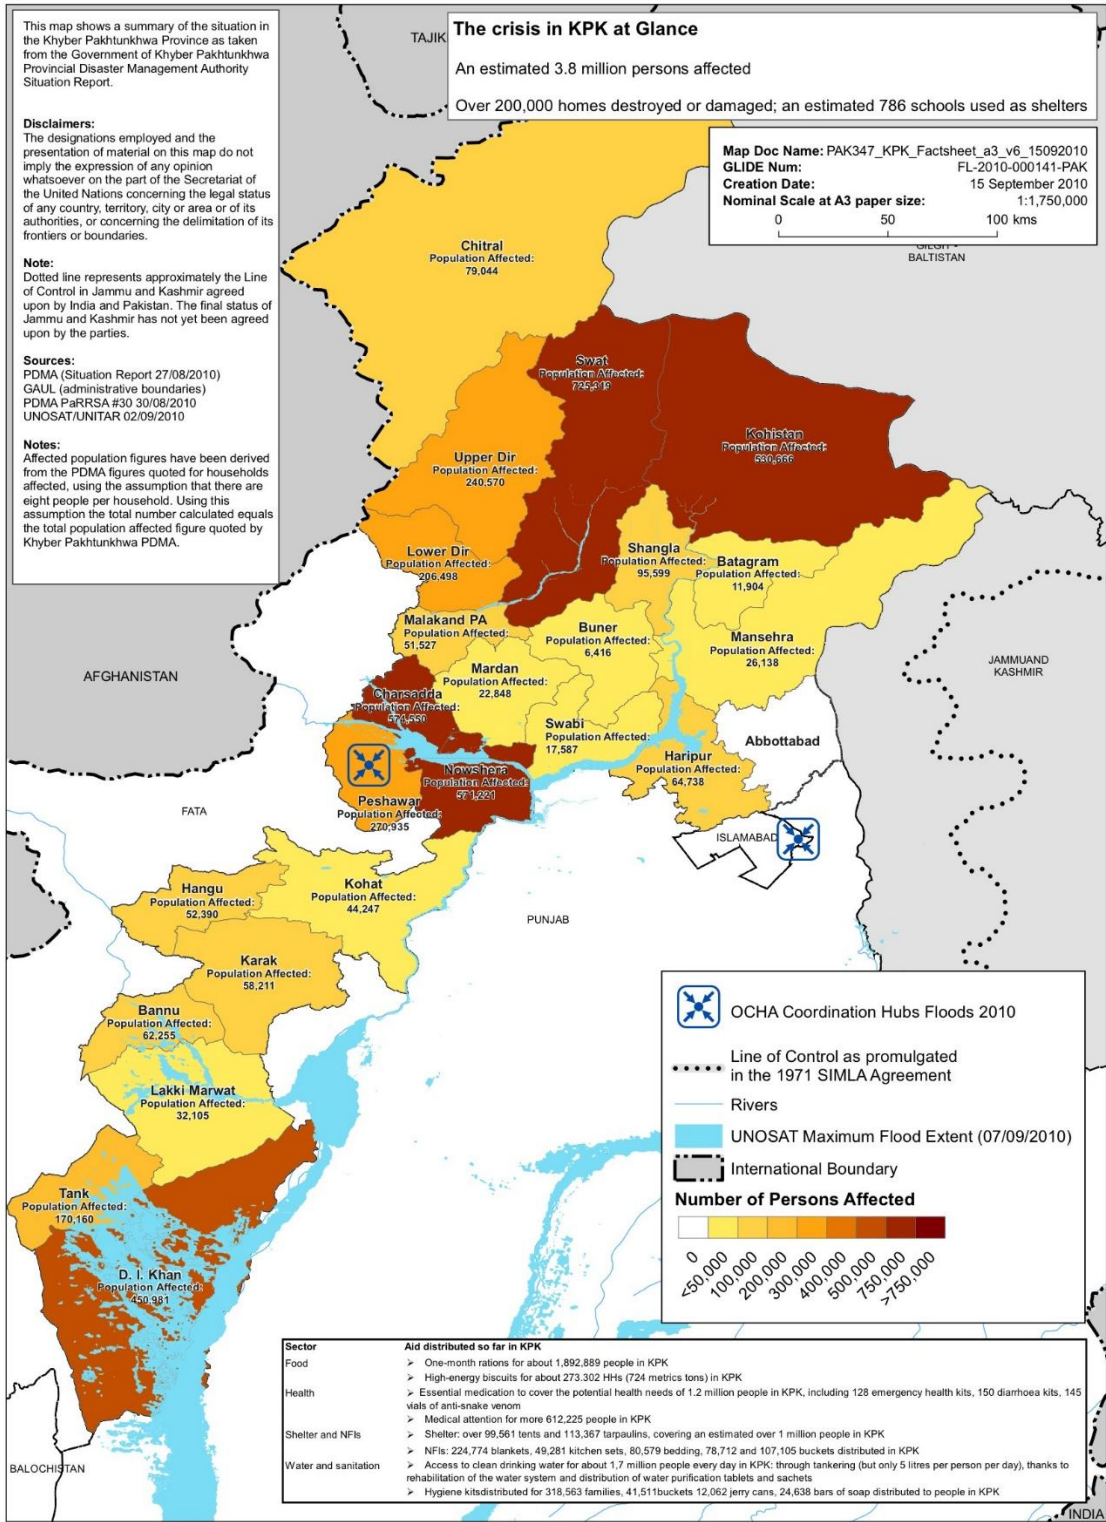 This map shows a summary of the situation in
the Khyber Pakhtunkhwa Province as taken
from the Government of Khyber Pakhtunkhwa
Provincial Disaster Management Authority
Situation Report.
Disclaimers:
The designations employed and the
presentation of material on this map do not
imply the expression of any opinion
whatsoever on the part of the Secretariat of
the United Nations concerning the legal status
of any country, territory, city or area or of its
authorities, or concerning the delimitation of its
frontiers or boundaries.
Note:
Dotted line represents approximately the Line
of Control in Jammu and Kashmir agreed
upon by India and Pakistan. The final status of
Jammu and Kashmir has not yet been agreed
upon by the parties.
Sources:
PDMA (Situation Report 27/08/2010)
GAUL (administrative boundaries)
PDMA PaRRSA #30 30/08/2010
UNOSAT/UNITAR 02/09/2010
Notes:
Affected population figures have been derived
from the PDMA figures quoted for households
affected, using the assumption that there are
eight people per household. Using this
assumption the total number calculated equals
the total population affected figure quoted by
Khyber Pakhtunkhwa PDMA.
TAJIK
The crisis in KPK at Glance
An estimated 3.8 million persons affected
Over 200,000 homes destroyed or damaged; an estimated 786 schools used as shelters
Map Doc Name: PAK347_KPK_Factsheet_a3_v6_15092010
GLIDE Num: FL-2010-000141-PAK
Creation Date: 15 September 2010
Nominal Scale at A3 paper size: 1:1,750,000
0 50 100 kms
GILGIT -
BALTISTAN
Chitral
Population Affected:
79,044
Swat
Population Affected:
725,349
Kohistan
Population Affected:
530,666
Upper Dir
Population Affected:
240,570
Lower Dir
Population Affected:
206,498
Shangla
Population Affected:
95,599
Batagram
Population Affected:
11,904
Malakand PA
Population Affected:
51,527
Buner
Population Affected:
6,416
Mansehra
Population Affected:
26,138
Mardan
Population Affected:
22,848
JAMMUAND
KASHMIR
AFGHANISTAN
Charsadda
Population Affected:
574,550
Swabi
Population Affected:
17,587
Abbottabad
Haripur
Population Affected:
64,738
Nowshera
Population Affected:
571,221
Peshawar
Population Affected:
270,935
FATA
ISLAMABAD
Hangu
Population Affected:
52,390
Kohat
Population Affected:
44,247
PUNJAB
Karak
Population Affected:
58,211
Bannu
Population Affected:
62,255
Lakki Marwat
Population Affected:
32,105
Tank
Population Affected:
170,160
D. I. Khan
Population Affected:
450,981
BALOCHISTAN
INDIA
OCHA Coordination Hubs Floods 2010
Line of Control as promulgated
in the 1971 SIMLA Agreement
Rivers
UNOSAT Maximum Flood Extent (07/09/2010)
International Boundary
Number of Persons Affected
0 <50,000 100,000 200,000 300,000 400,000 500,000 750,000 >750,000
Sector Aid distributed so far in KPK
Food ➢ One-month rations for about 1,892,889 people in KPK
➢ High-energy biscuits for about 273.302 HHs (724 metrics tons) in KPK
Health ➢ Essential medication to cover the potential health needs of 1.2 million people in KPK, including 128 emergency health kits, 150 diarrhoea kits, 145
vials of anti-snake venom
➢ Medical attention for more 612,225 people in KPK
Shelter and NFIs ➢ Shelter: over 99,561 tents and 113,367 tarpaulins, covering an estimated over 1 million people in KPK
➢ NFIs: 224,774 blankets, 49,281 kitchen sets, 80,579 bedding, 78,712 and 107,105 buckets distributed in KPK
Water and sanitation ➢ Access to clean drinking water for about 1,7 million people every day in KPK: through tankering (but only 5 litres per person per day), thanks to
rehabilitation of the water system and distribution of water purification tablets and sachets
➢ Hygiene kitsdistributed for 318,563 families, 41,511buckets 12,062 jerry cans, 24,638 bars of soap distributed to people in KPK